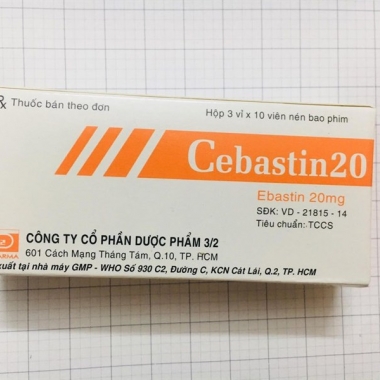 ℞ Thuốc bán theo đơn
Hộp 3 vỉ x 10 viên nén bao phim
Cebastin20
Ebastin 20mg
SĐK: VD - 21815 - 14
Tiêu chuẩn: TCCS
CÔNG TY CỔ PHẦN DƯỢC PHẨM 3/2
601 Cách Mạng Tháng Tám, Q.10, TP. HCM
xuất tại nhà máy GMP - WHO Số 930 C2, Đường C, KCN Cát Lái, Q.2, TP. HCM